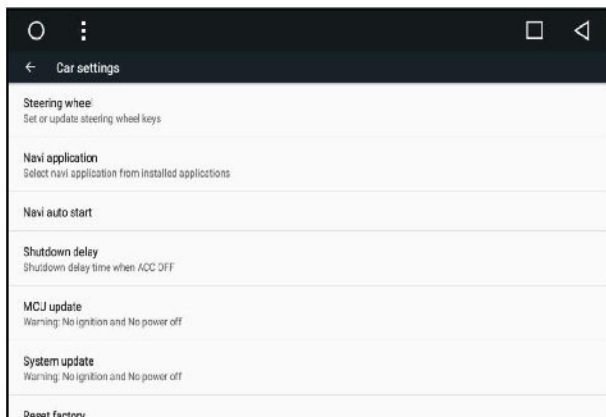 Car settings
Steering wheel
Set or update steering wheel keys
Navi application
Select navi application from installed applications
Navi auto start
Shutdown delay
Shutdown delay time when ACC OFF
MCU update
Warning: No ignition and No power off
System update
Warning: No ignition and No power off
Reset factory